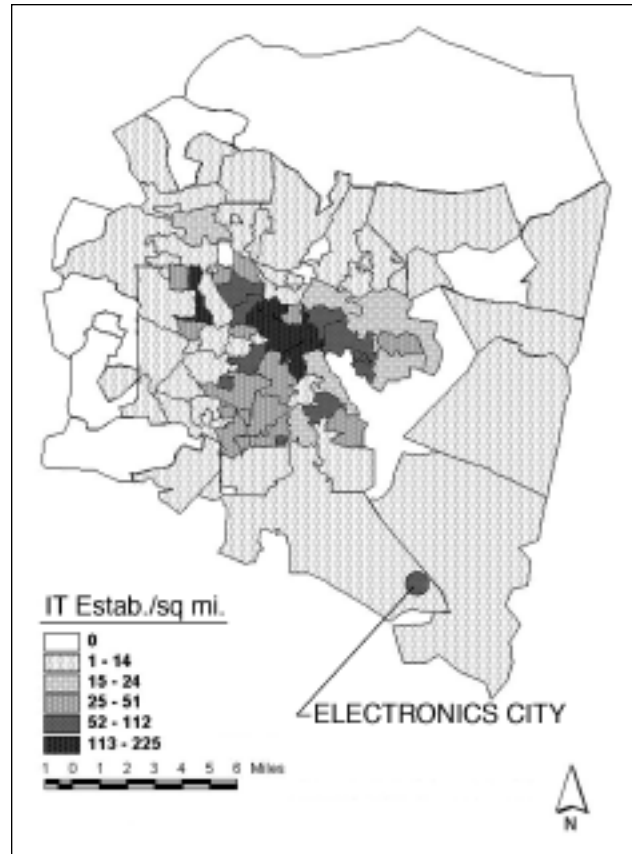 IT Estab./sq mi.
0
1 - 14
15 - 24
25 - 51
52 - 112
113 - 225
ELECTRONICS CITY
1 0 1 2 3 4 5 6 Miles
N